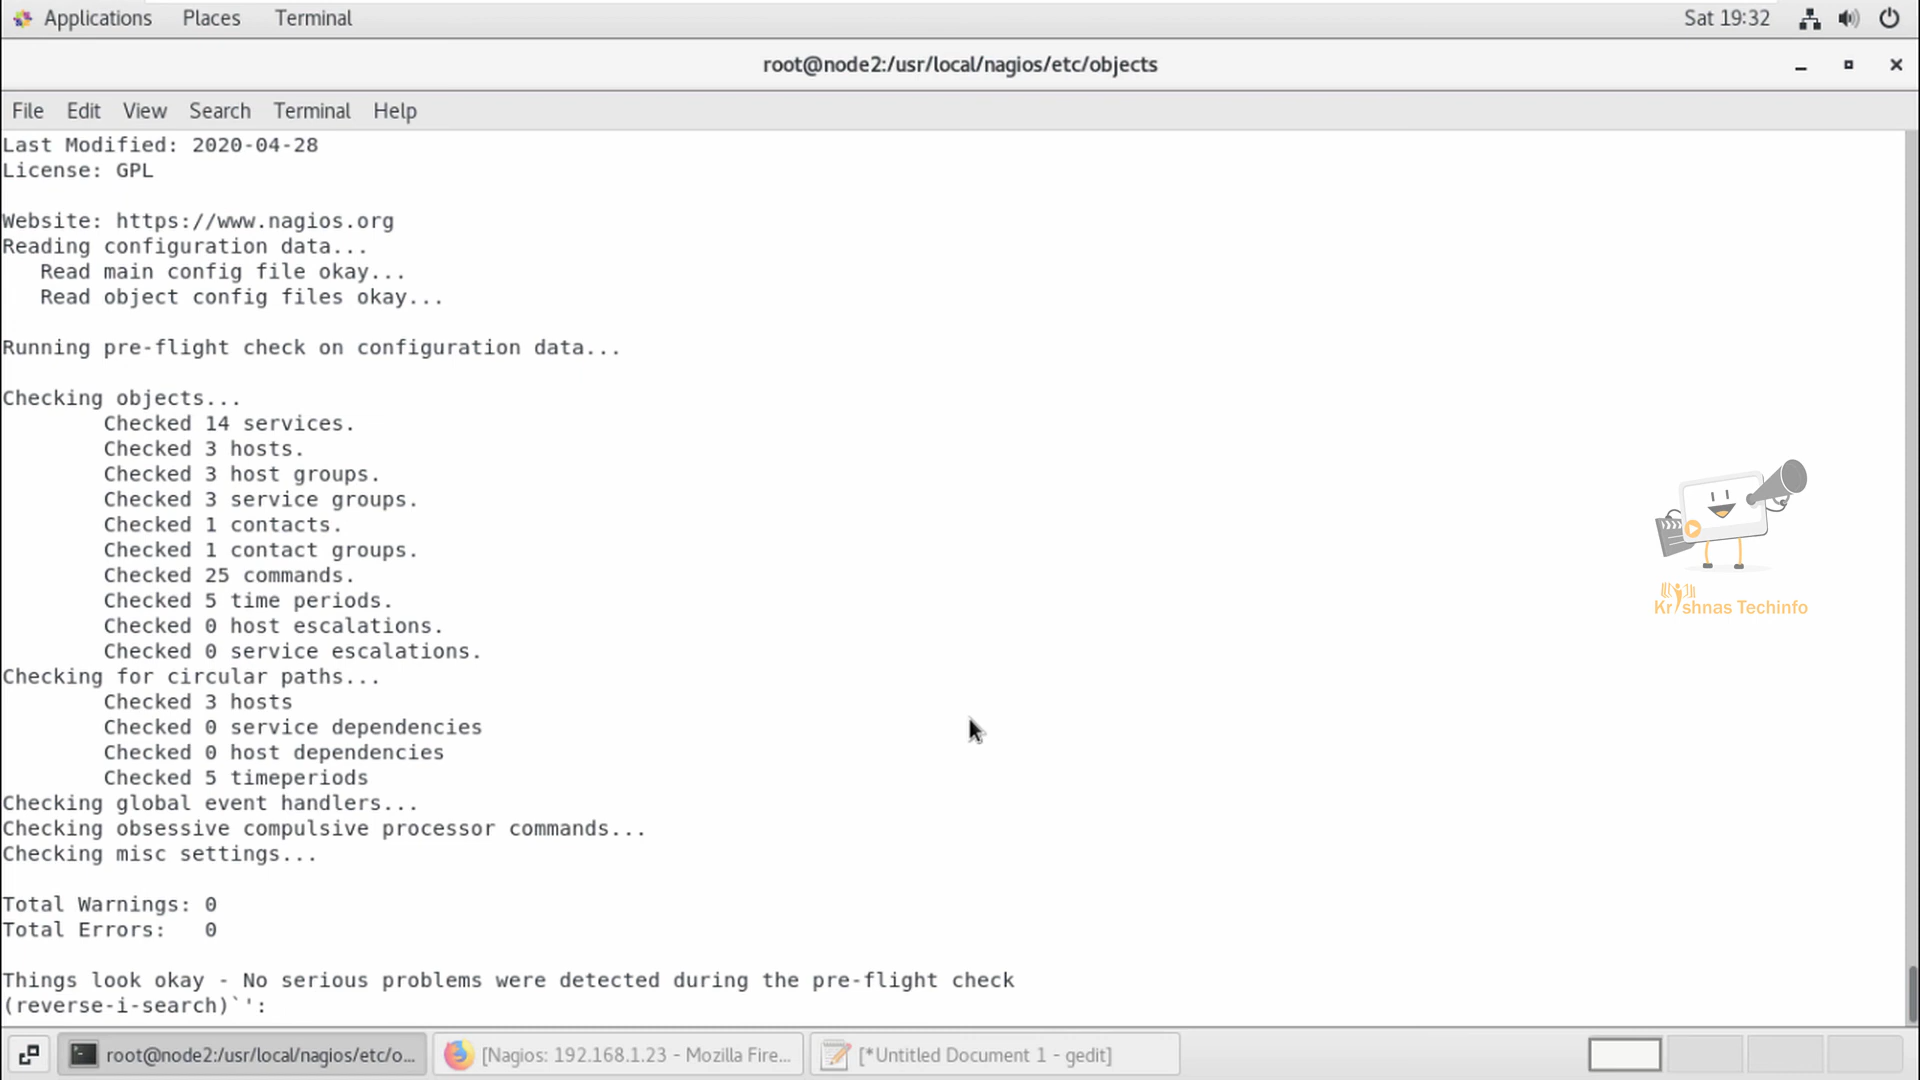 Applications Places Terminal Sat 19:32
root@node2:/usr/local/nagios/etc/objects
File Edit View Search Terminal Help
Last Modified: 2020-04-28
License: GPL
Website: https://www.nagios.org
Reading configuration data...
   Read main config file okay...
   Read object config files okay...
Running pre-flight check on configuration data...
Checking objects...
        Checked 14 services.
        Checked 3 hosts.
        Checked 3 host groups.
        Checked 3 service groups.
        Checked 1 contacts.
        Checked 1 contact groups.
        Checked 25 commands.
        Checked 5 time periods.
        Checked 0 host escalations.
        Checked 0 service escalations.
Checking for circular paths...
        Checked 3 hosts
        Checked 0 service dependencies
        Checked 0 host dependencies
        Checked 5 timeperiods
Checking global event handlers...
Checking obsessive compulsive processor commands...
Checking misc settings...
Total Warnings: 0
Total Errors:   0
Things look okay - No serious problems were detected during the pre-flight check
(reverse-i-search)`':
Krishnas Techinfo
root@node2:/usr/local/nagios/etc/o... [Nagios: 192.168.1.23 - Mozilla Fire... [*Untitled Document 1 - gedit]